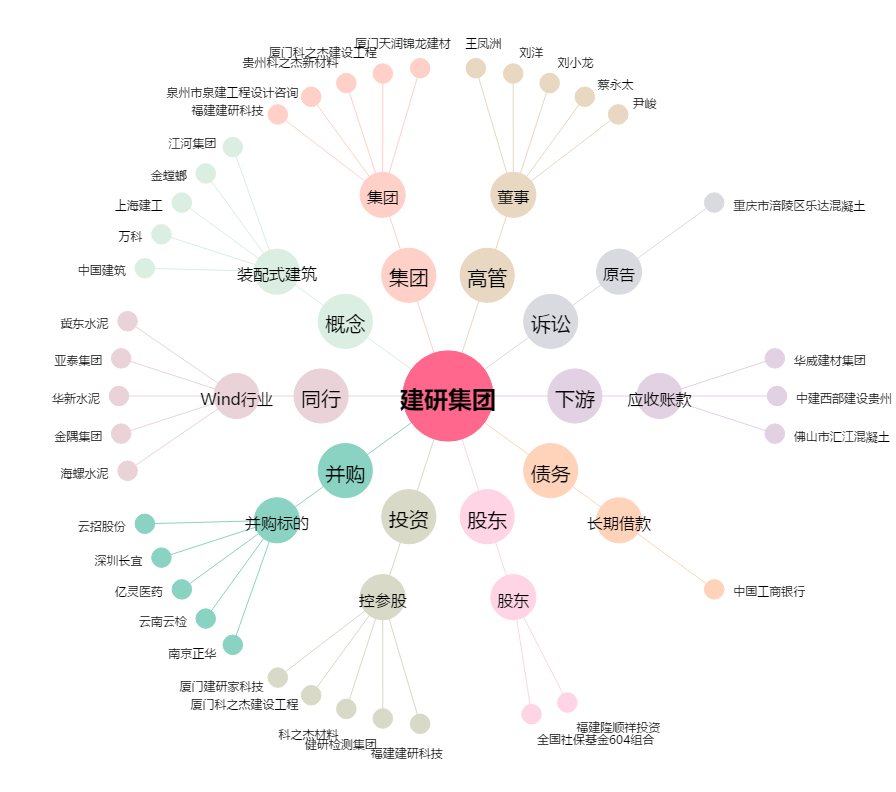 王凤洲
厦门天润锦龙建材
刘洋
厦门科之杰建设工程
贵州科之杰新材料
刘小龙
蔡永太
泉州市泉建工程设计咨询
尹峻
福建建研科技
江河集团
金螳螂
集团
董事
上海建工
重庆市涪陵区乐达混凝土
万科
中国建筑
装配式建筑
集团
高管
原告
冀东水泥
概念
诉讼
亚泰集团
华威建材集团
华新水泥
Wind行业
同行
建研集团
下游
应收账款
中建西部建设贵州
金隅集团
佛山市汇江混凝土
海螺水泥
并购
债务
云招股份
并购标的
投资
股东
长期借款
深圳长宜
亿灵医药
中国工商银行
控参股
股东
云南云检
南京正华
厦门建研家科技
厦门科之杰建设工程
福建隆顺祥投资
科之杰材料
全国社保基金604组合
健研检测集团
福建建研科技